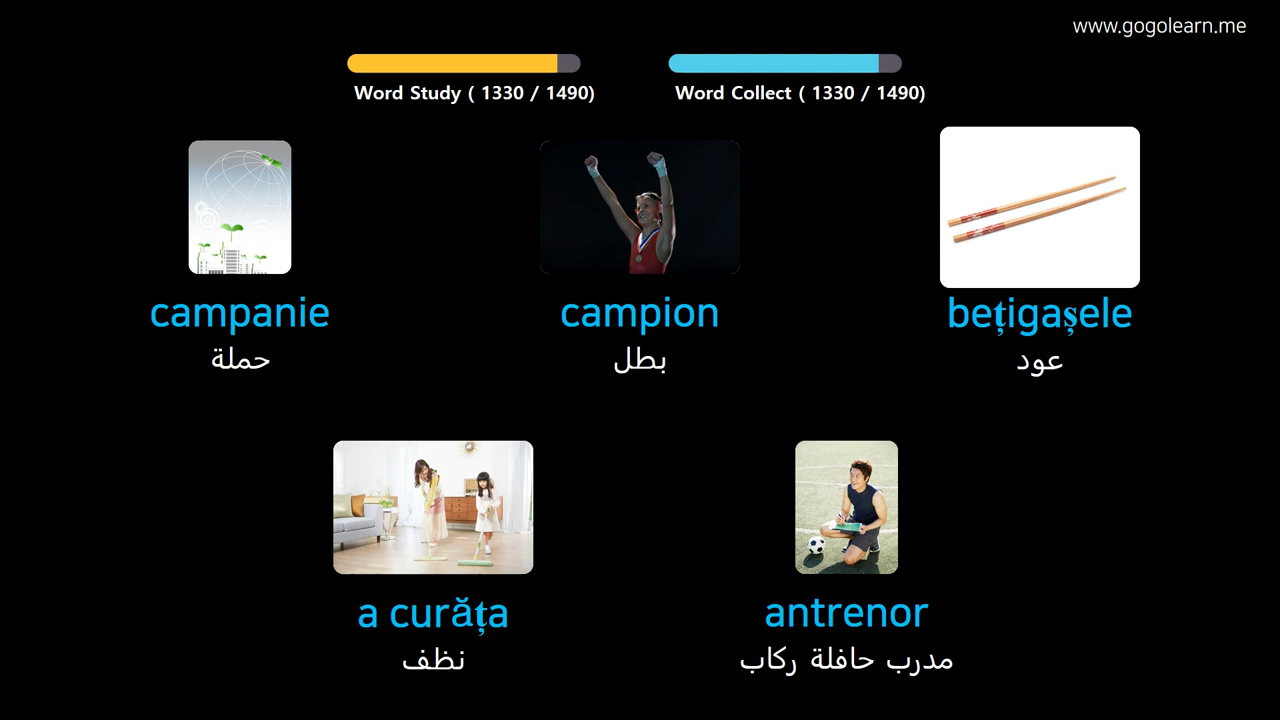 www.gogolearn.me
Word Study ( 1330 / 1490)
Word Collect ( 1330 / 1490)
campanie
حملة
campion
بطل
bețigașele
عود
a curăța
نظف
antrenor
مدرب حافلة ركاب